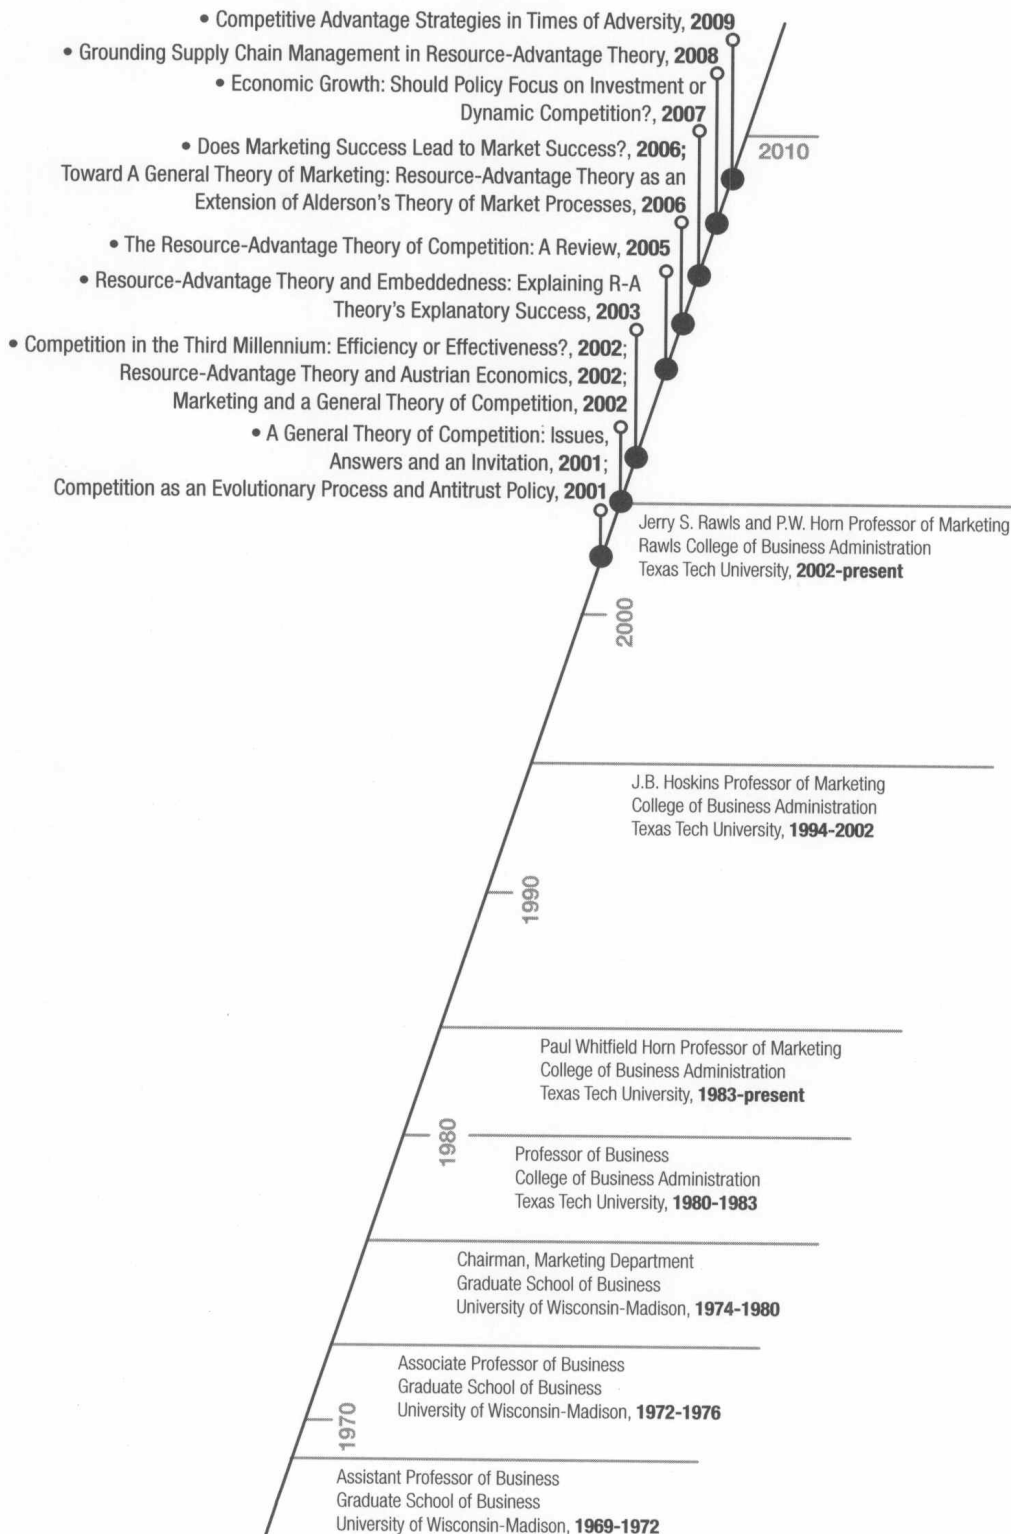 • Competitive Advantage Strategies in Times of Adversity, 2009
• Grounding Supply Chain Management in Resource-Advantage Theory, 2008
• Economic Growth: Should Policy Focus on Investment or
Dynamic Competition?, 2007
2010
• Does Marketing Success Lead to Market Success?, 2006;
Toward A General Theory of Marketing: Resource-Advantage Theory as an
Extension of Alderson's Theory of Market Processes, 2006
• The Resource-Advantage Theory of Competition: A Review, 2005
• Resource-Advantage Theory and Embeddedness: Explaining R-A
Theory's Explanatory Success, 2003
• Competition in the Third Millennium: Efficiency or Effectiveness?, 2002;
Resource-Advantage Theory and Austrian Economics, 2002;
Marketing and a General Theory of Competition, 2002
• A General Theory of Competition: Issues,
Answers and an Invitation, 2001;
Competition as an Evolutionary Process and Antitrust Policy, 2001
Jerry S. Rawls and P.W. Horn Professor of Marketing
Rawls College of Business Administration
Texas Tech University, 2002-present
2000
J.B. Hoskins Professor of Marketing
College of Business Administration
Texas Tech University, 1994-2002
1990
Paul Whitfield Horn Professor of Marketing
College of Business Administration
Texas Tech University, 1983-present
1980
Professor of Business
College of Business Administration
Texas Tech University, 1980-1983
Chairman, Marketing Department
Graduate School of Business
University of Wisconsin-Madison, 1974-1980
Associate Professor of Business
Graduate School of Business
University of Wisconsin-Madison, 1972-1976
1970
Assistant Professor of Business
Graduate School of Business
University of Wisconsin-Madison, 1969-1972